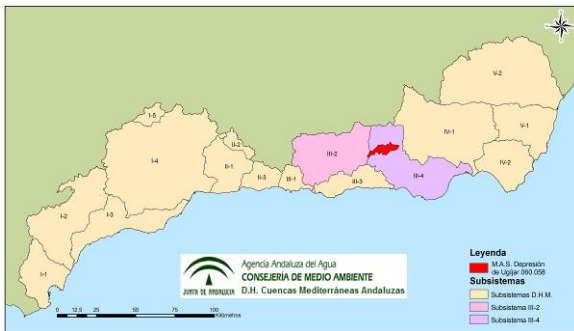 V-2
I-5
IV-1
V-1
I-4
II-2
II-1
III-2
IV-2
II-3
III-1
III-3
III-4
I-2
I-3
I-1
Agencia Andaluza del Agua
CONSEJERÍA DE MEDIO AMBIENTE
JUNTA DE ANDALUCIA
D.H. Cuencas Mediterráneas Andaluzas
Leyenda
M.A.S. Depresión
de Ugíjar 060.058
Subsistemas
Subsistemas D.H.M.
Subsistema III-2
Subsistema III-4
0 12,5 25 50 75 100
Kilómetros